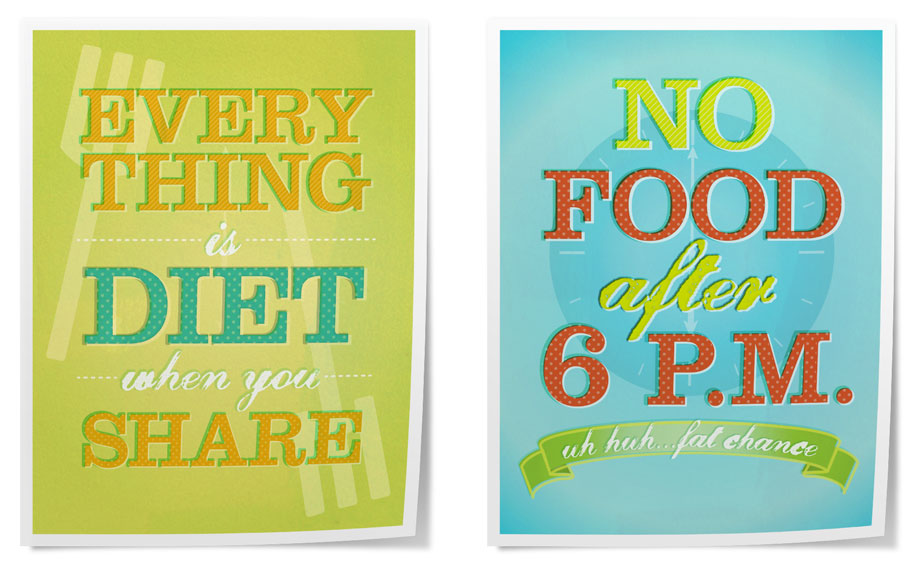 EVERY
THING
is
DIET
when you
SHARE
NO
FOOD
after
6 P.M.
uh huh...fat chance